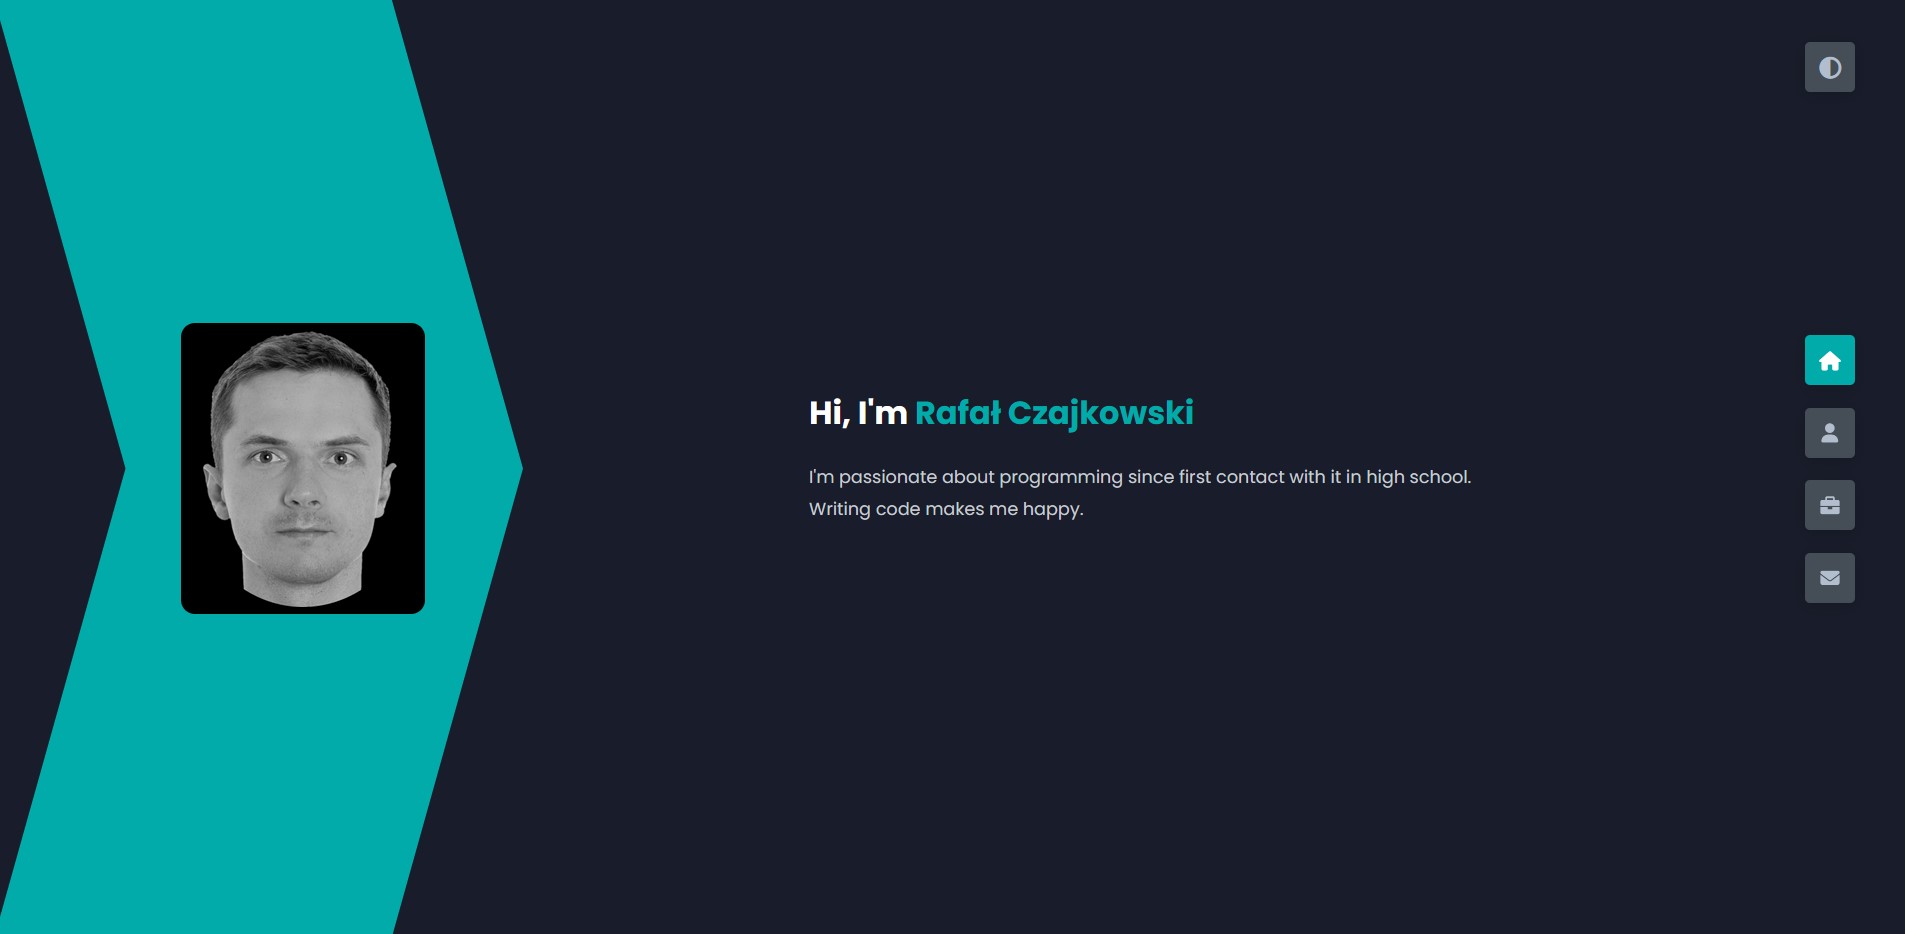 Hi, I'm Rafał Czajkowski
I'm passionate about programming since first contact with it in high school.
Writing code makes me happy.